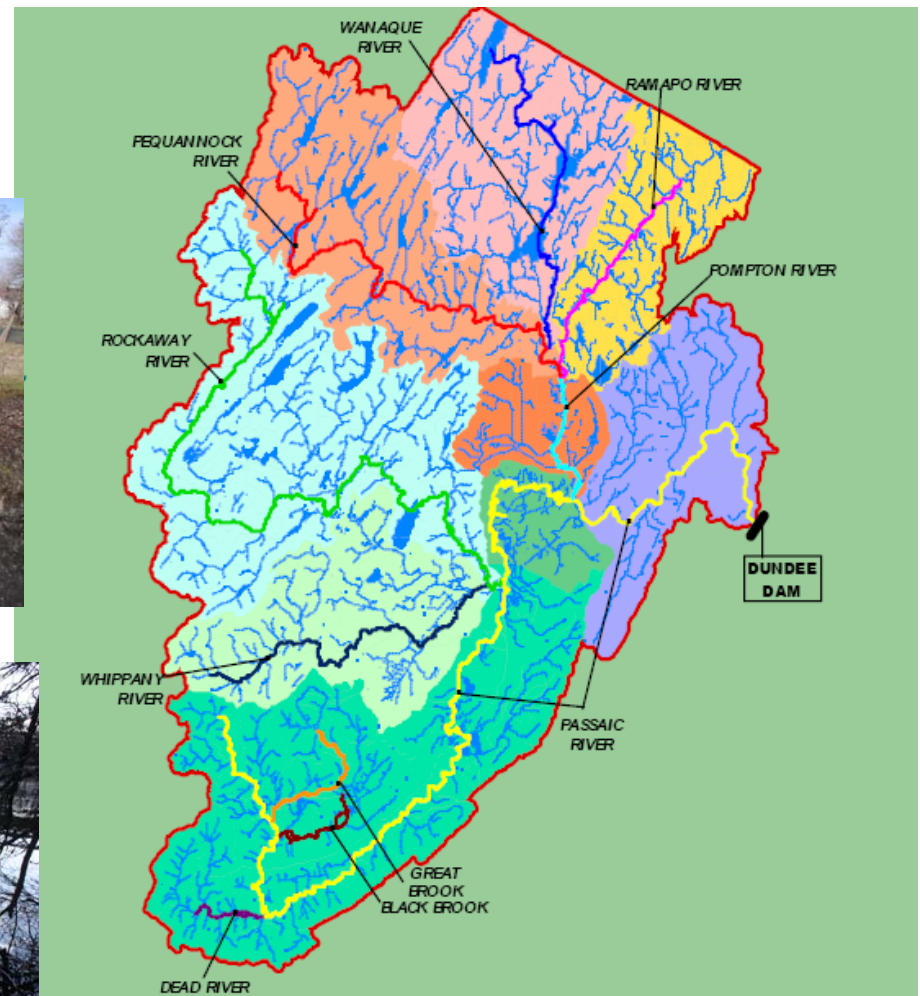 WANAQUE
RIVER
RAMAPO RIVER
PEQUANNOCK
RIVER
POMPTON RIVER
ROCKAWAY
RIVER
DUNDEE
DAM
WHIPPANY
RIVER
PASSAIC
RIVER
GREAT
BROOK
BLACK BROOK
DEAD RIVER